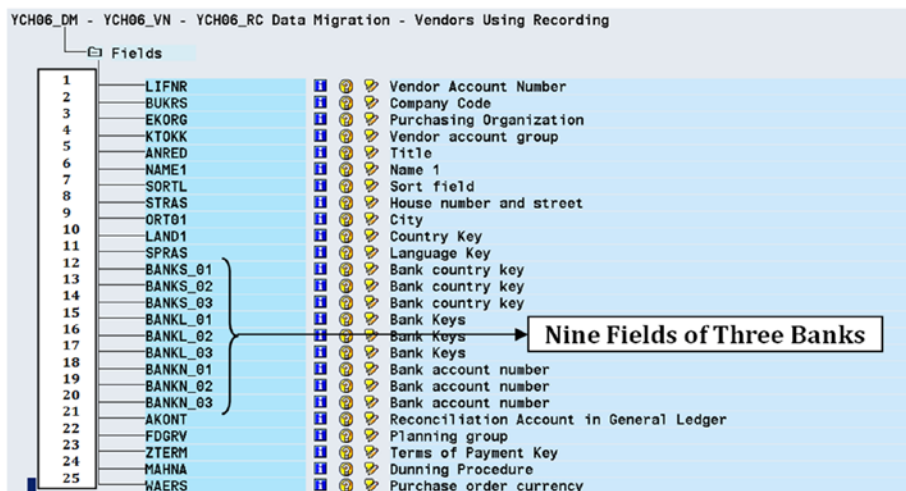 YCH06_DM - YCH06_VN - YCH06_RC Data Migration - Vendors Using Recording
Fields
1 LIFNR Vendor Account Number
2 BUKRS Company Code
3 EKORG Purchasing Organization
4 KTOKK Vendor account group
5 ANRED Title
6 NAME1 Name 1
7 SORTL Sort field
8 STRAS House number and street
9 ORT01 City
10 LAND1 Country Key
11 SPRAS Language Key
12 BANKS_01 Bank country key
13 BANKS_02 Bank country key
14 BANKS_03 Bank country key
15 BANKL_01 Bank Keys
16 BANKL_02 Bank Keys
Nine Fields of Three Banks
17 BANKL_03 Bank Keys
18 BANKN_01 Bank account number
19 BANKN_02 Bank account number
20 BANKN_03 Bank account number
21 AKONT Reconciliation Account in General Ledger
22 FDGRV Planning group
23 ZTERM Terms of Payment Key
24 MAHNA Dunning Procedure
25 WAERS Purchase order currency